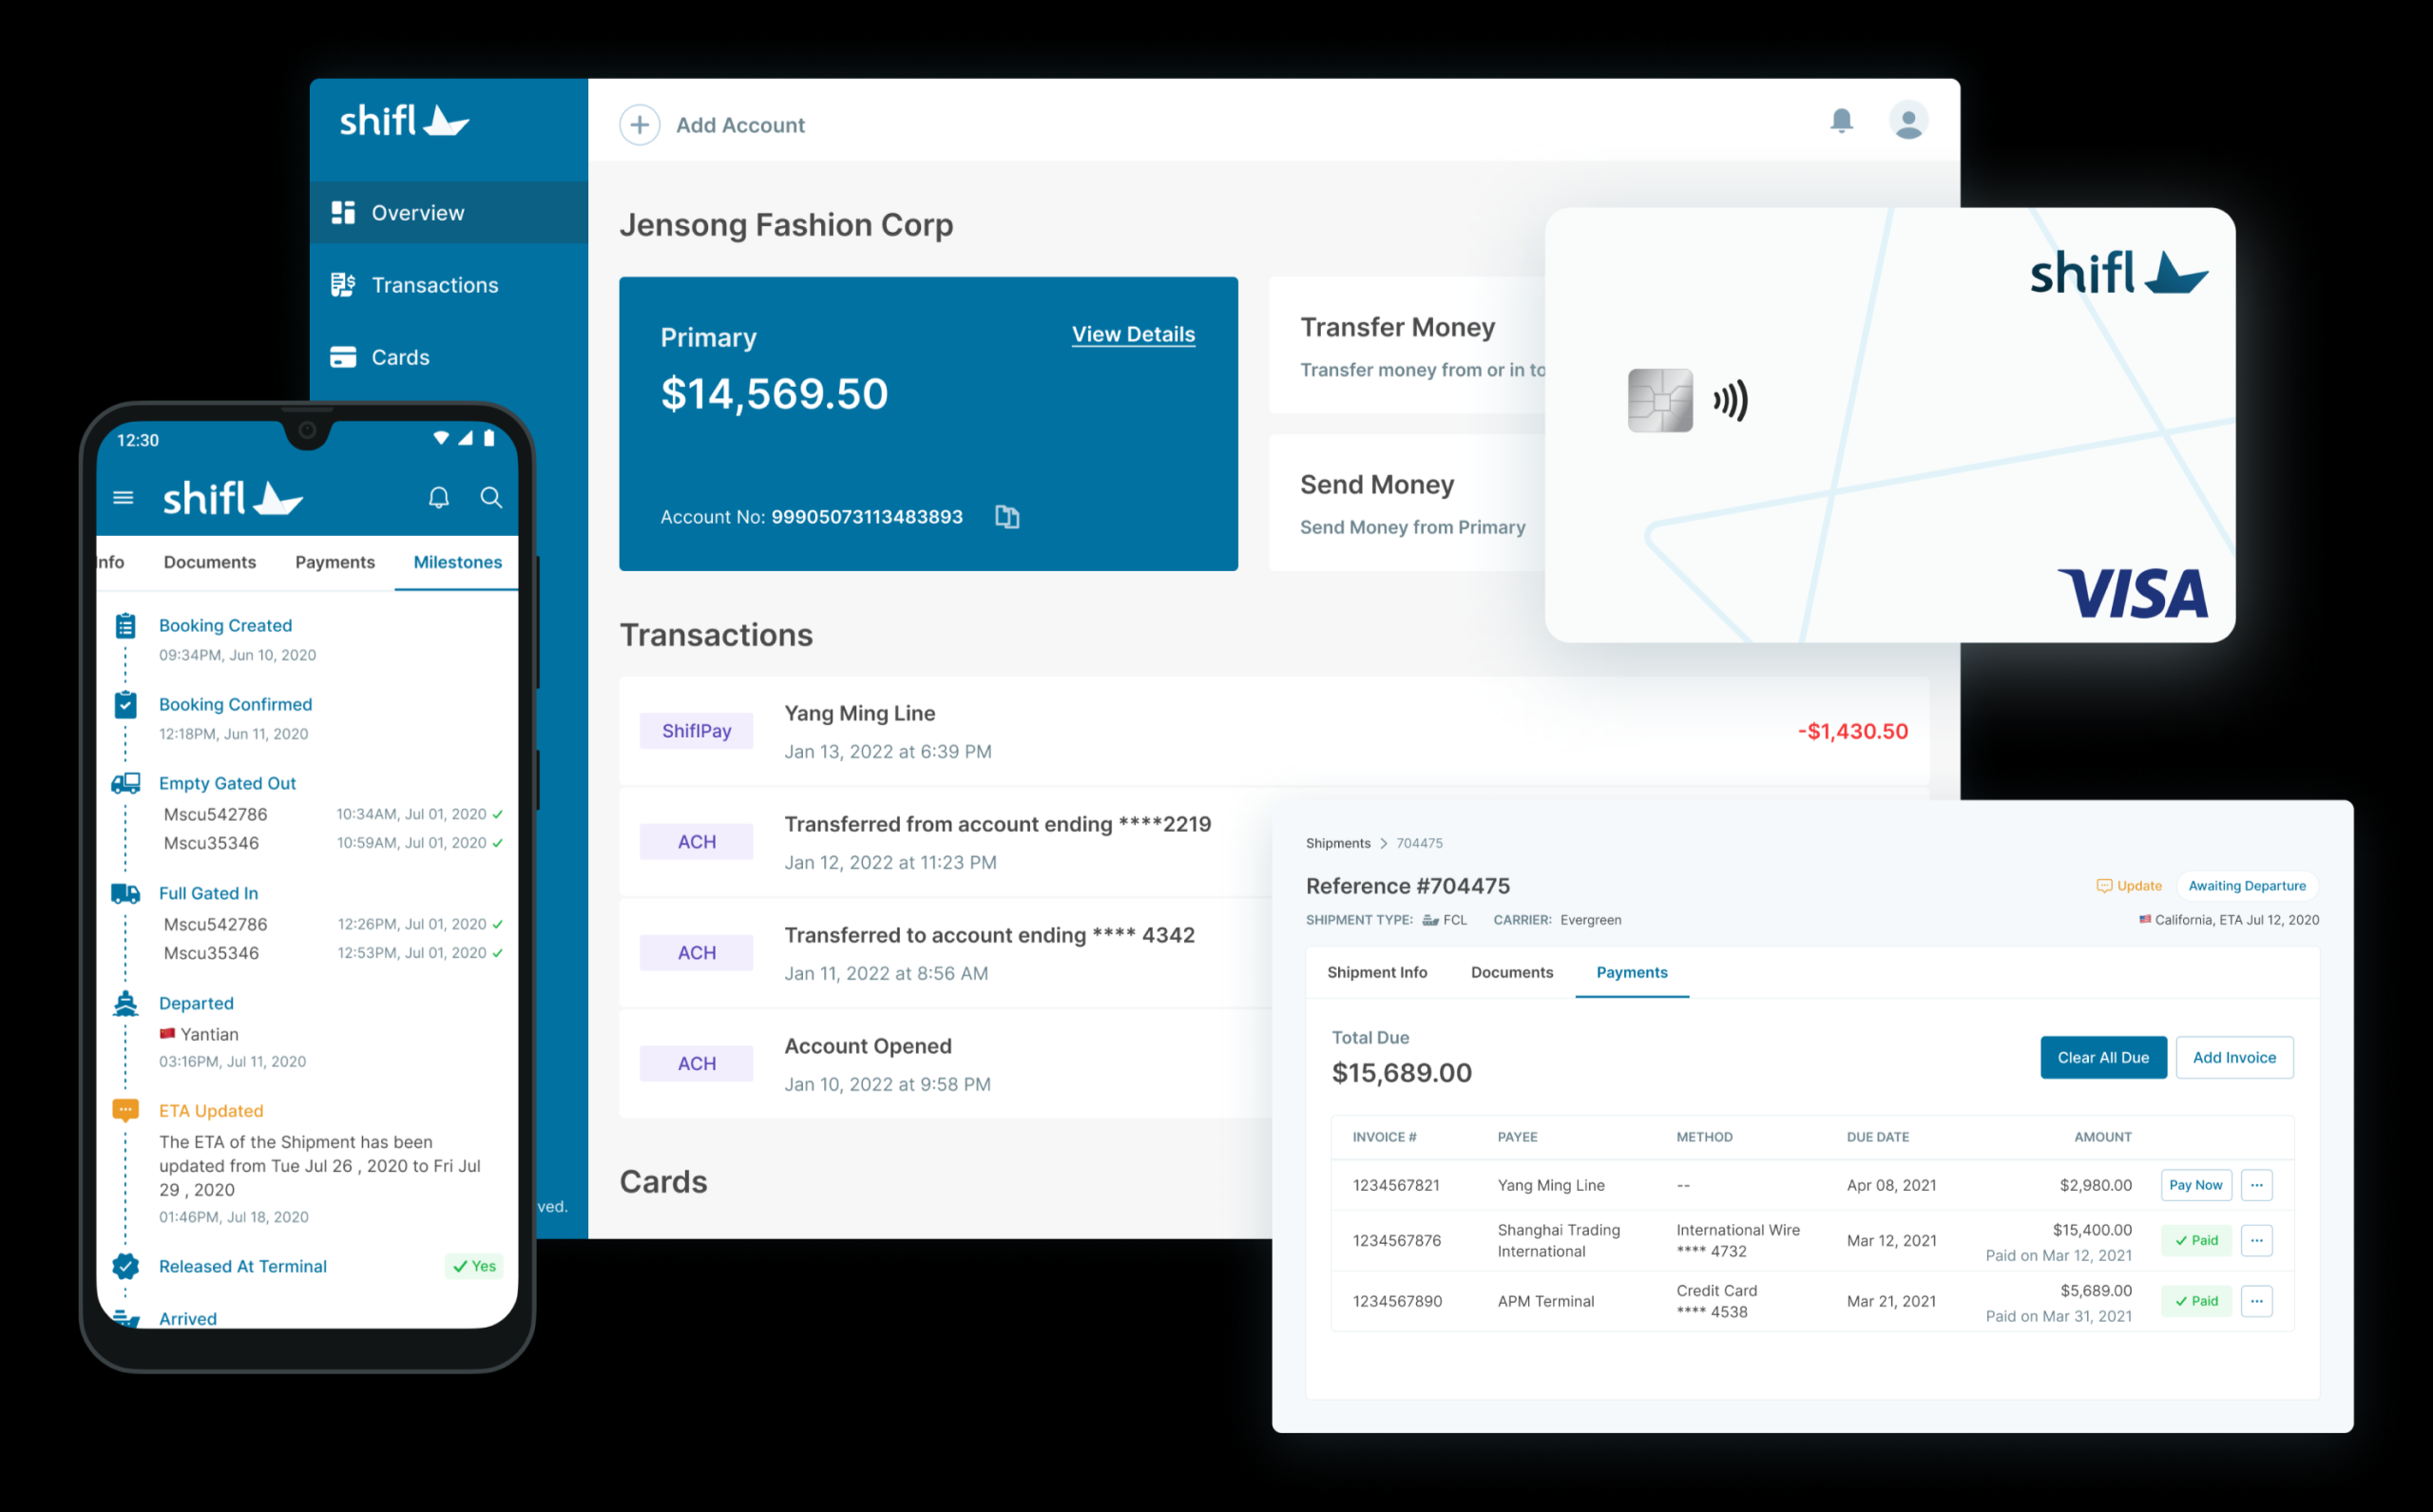 shifl
Overview
Transactions
Cards
ved.
Add Account
Jensong Fashion Corp
Primary
View Details
$14,569.50
Account No: 99905073113483893
Transfer Money
Transfer money from or in to
Send Money
Send Money from Primary
Transactions
ShiflPay
Yang Ming Line
Jan 13, 2022 at 6:39 PM
-$1,430.50
ACH
Transferred from account ending ****2219
Jan 12, 2022 at 11:23 PM
ACH
Transferred to account ending **** 4342
Jan 11, 2022 at 8:56 AM
ACH
Account Opened
Jan 10, 2022 at 9:58 PM
Cards
shifl
VISA
12:30
shifl
Info Documents Payments Milestones
Booking Created
09:34PM, Jun 10, 2020
Booking Confirmed
12:18PM, Jun 11, 2020
Empty Gated Out
Mscu542786 10:34AM, Jul 01, 2020
Mscu35346 10:59AM, Jul 01, 2020
Full Gated In
Mscu542786 12:26PM, Jul 01, 2020
Mscu35346 12:53PM, Jul 01, 2020
Departed
Yantian
03:16PM, Jul 11, 2020
ETA Updated
The ETA of the Shipment has been
updated from Tue Jul 26 , 2020 to Fri Jul
29 , 2020
01:46PM, Jul 18, 2020
Released At Terminal Yes
Arrived
Shipments > 704475
Reference #704475
Update Awaiting Departure
SHIPMENT TYPE: FCL CARRIER: Evergreen
California, ETA Jul 12, 2020
Shipment Info Documents Payments
Total Due
$15,689.00
Clear All Due Add Invoice
INVOICE # PAYEE METHOD DUE DATE AMOUNT
1234567821 Yang Ming Line -- Apr 08, 2021 $2,980.00 Pay Now ...
1234567876 Shanghai Trading International International Wire **** 4732 Mar 12, 2021 $15,400.00 Paid on Mar 12, 2021 Paid ...
1234567890 APM Terminal Credit Card **** 4538 Mar 21, 2021 $5,689.00 Paid on Mar 31, 2021 Paid ...